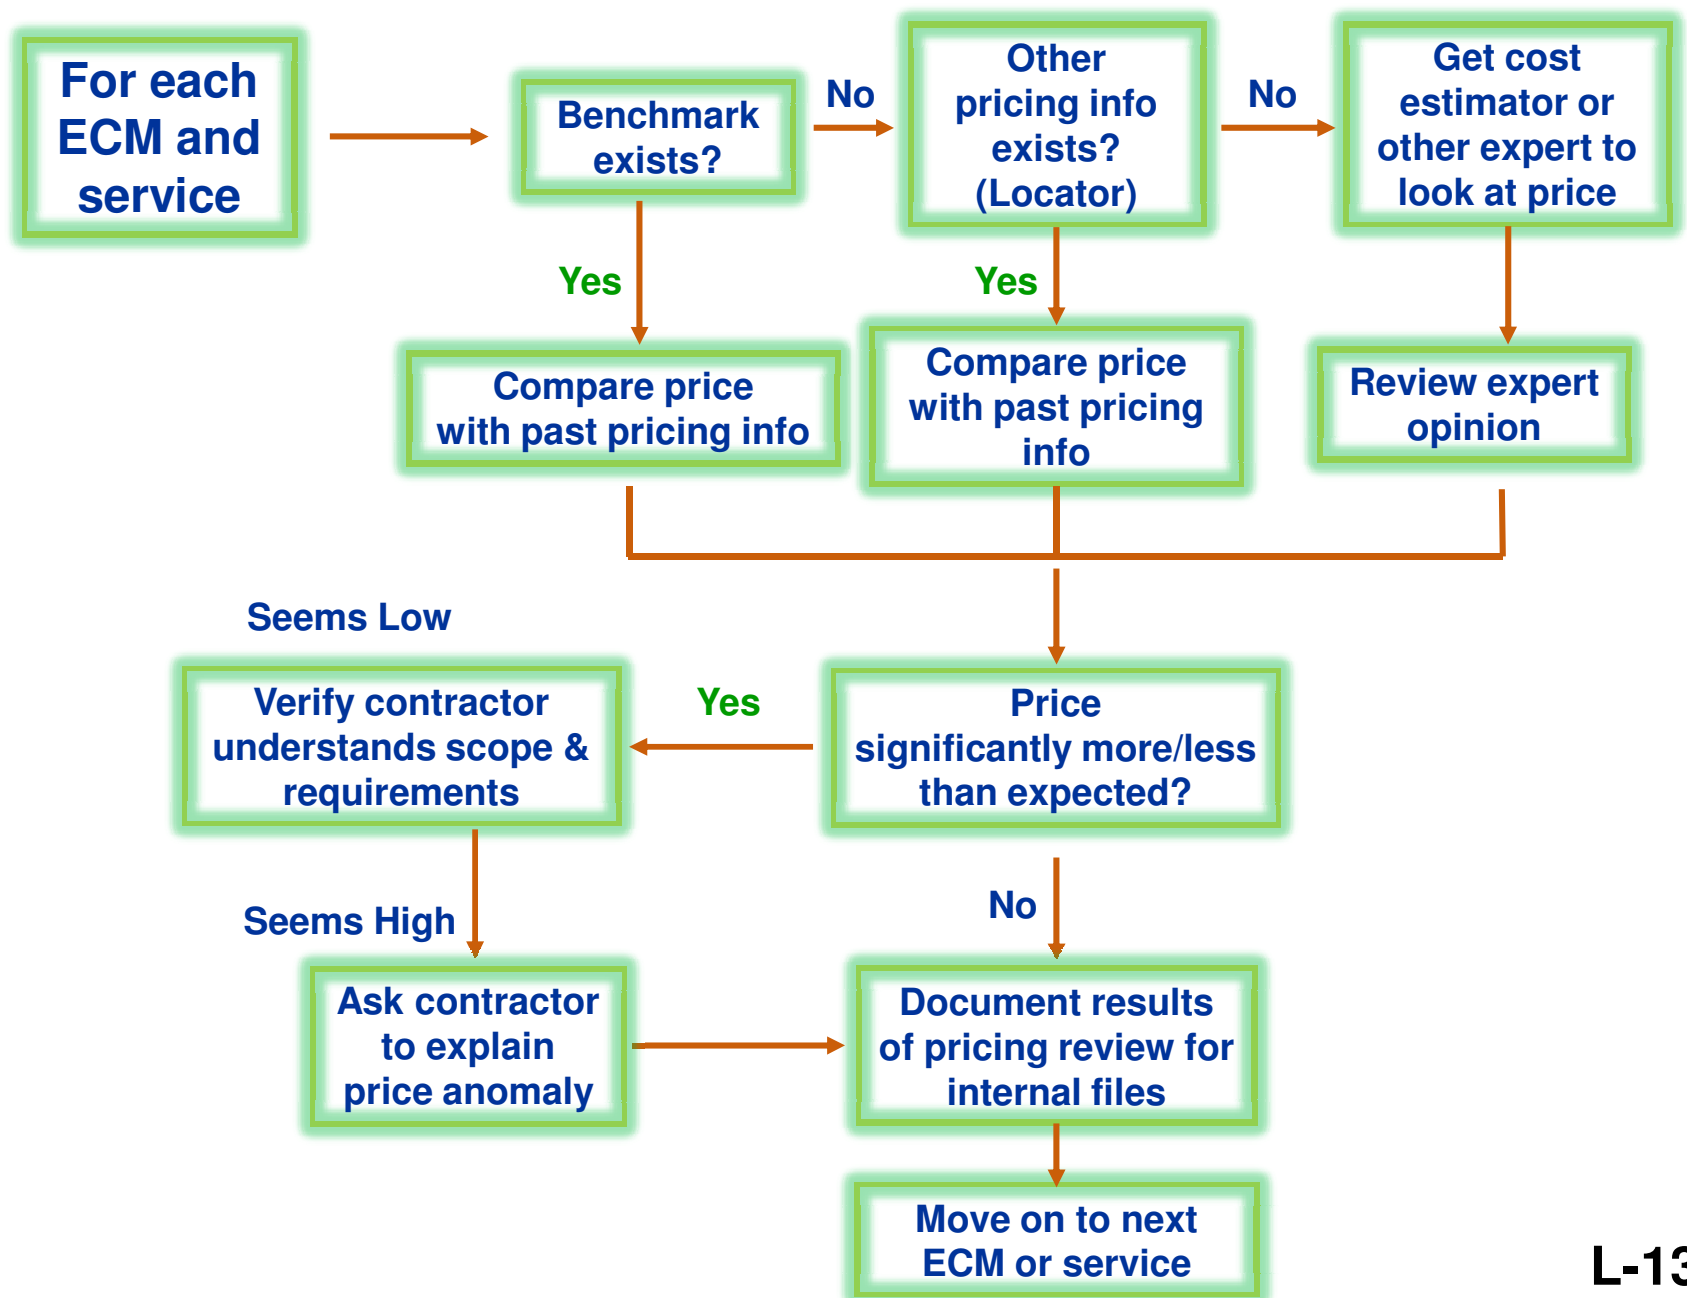 For each
ECM and
service
Benchmark
exists?
No
Other
pricing info
exists?
(Locator)
No
Get cost
estimator or
other expert to
look at price
Yes
Yes
Compare price
with past pricing info
Compare price
with past pricing
info
Review expert
opinion
Seems Low
Verify contractor
understands scope &
requirements
Yes
Price
significantly more/less
than expected?
Seems High
No
Ask contractor
to explain
price anomaly
Document results
of pricing review for
internal files
Move on to next
ECM or service
L-13